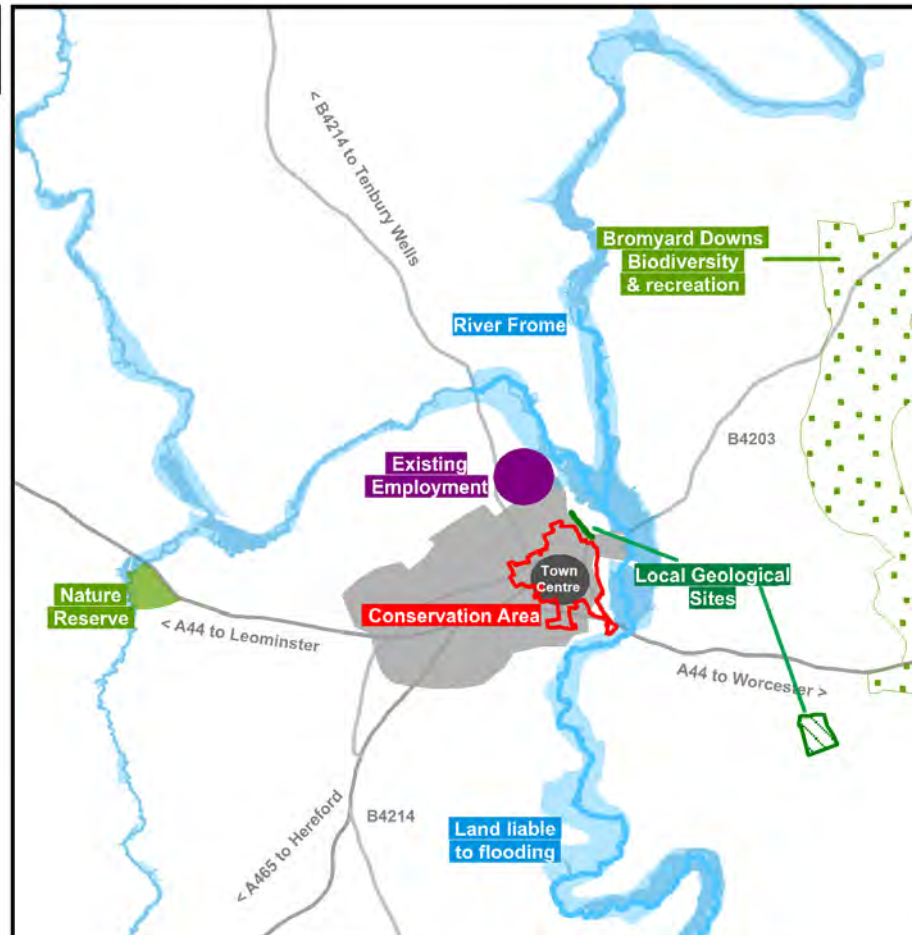 < B4214 to Tenbury Wells
Bromyard Downs
Biodiversity
& recreation
River Frome
B4203
Existing
Employment
Town
Centre
Local Geological
Sites
Nature
Reserve
Conservation Area
< A44 to Leominster
A44 to Worcester >
B4214
< A465 to Hereford
Land liable
to flooding